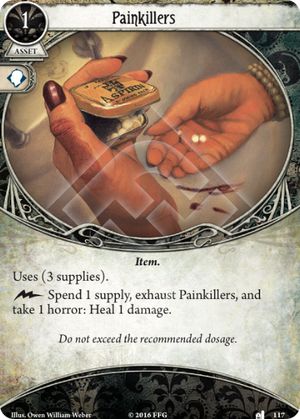 Painkillers
1
ASSET
ASPIRIN
Item.
Uses (3 supplies).
Spend 1 supply, exhaust Painkillers, and
take 1 horror: Heal 1 damage.
Do not exceed the recommended dosage.
Illus. Owen William Weber
© 2016 FFG
117